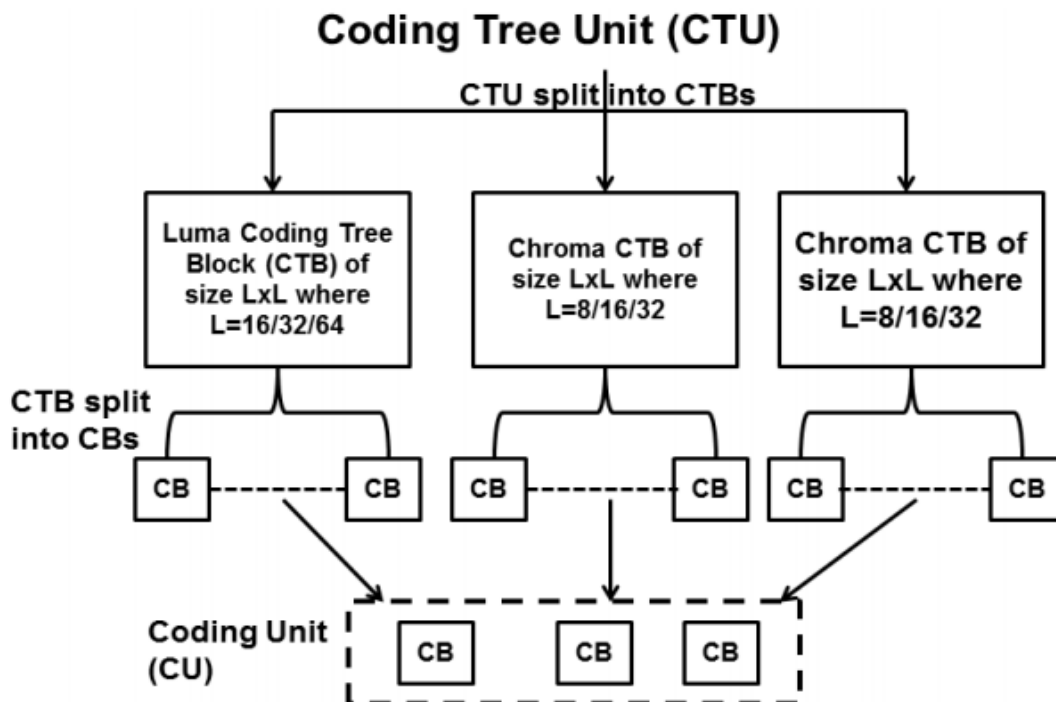 Coding Tree Unit (CTU)
CTU split into CTBs
Luma Coding Tree
Block (CTB) of
size LxL where
L=16/32/64
Chroma CTB of
size LxL where
L=8/16/32
Chroma CTB of
size LxL where
L=8/16/32
CTB split
into CBs
CB
CB
CB
CB
CB
CB
Coding Unit
(CU)
CB
CB
CB